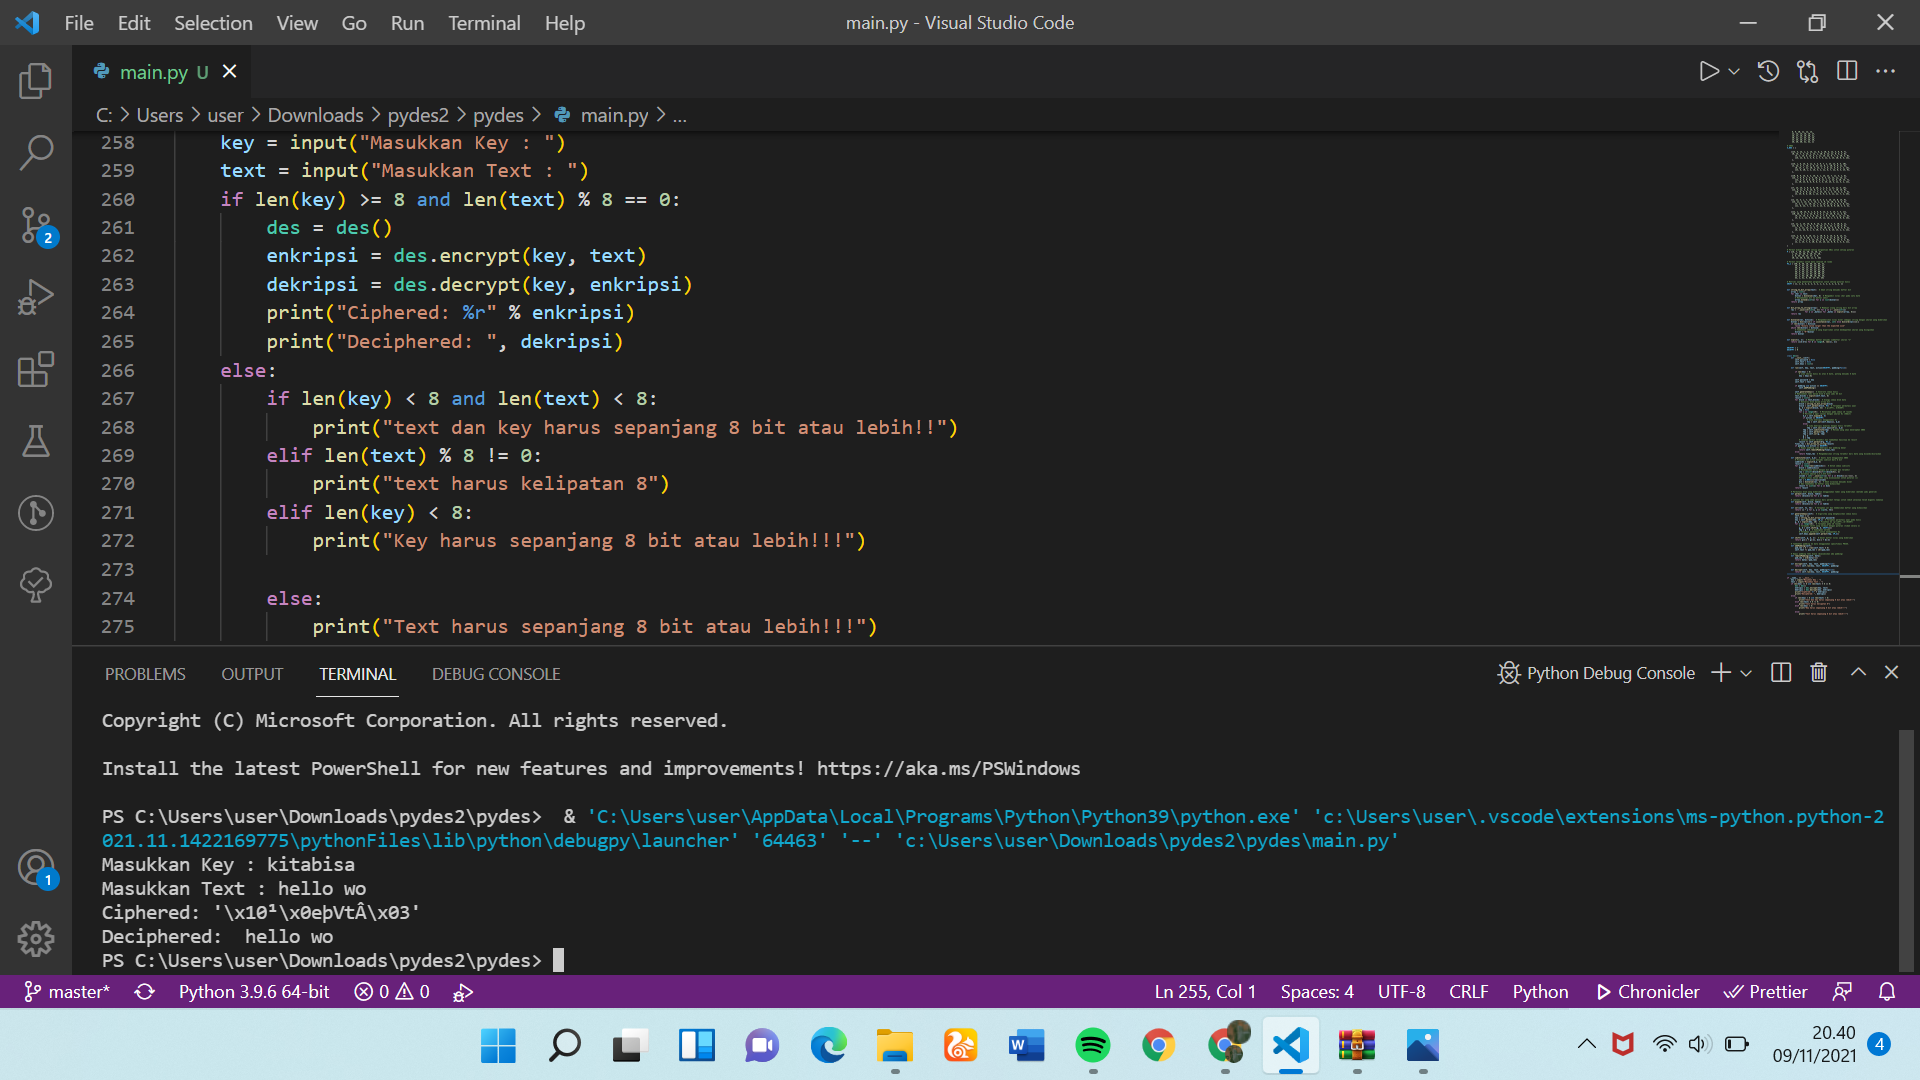 File Edit Selection View Go Run Terminal Help
main.py - Visual Studio Code
main.py U
C: > Users > user > Downloads > pydes2 > pydes > main.py > ...
258 key = input("Masukkan Key : ")
259 text = input("Masukkan Text : ")
260 if len(key) >= 8 and len(text) % 8 == 0:
261 des = des()
262 enkripsi = des.encrypt(key, text)
263 dekripsi = des.decrypt(key, enkripsi)
264 print("Ciphered: %r" % enkripsi)
265 print("Deciphered: ", dekripsi)
266 else:
267 if len(key) < 8 and len(text) < 8:
268 print("text dan key harus sepanjang 8 bit atau lebih!!")
269 elif len(text) % 8 != 0:
270 print("text harus kelipatan 8")
271 elif len(key) < 8:
272 print("Key harus sepanjang 8 bit atau lebih!!!")
273
274 else:
275 print("Text harus sepanjang 8 bit atau lebih!!!")
2
1
PROBLEMS OUTPUT TERMINAL DEBUG CONSOLE
Python Debug Console
Copyright (C) Microsoft Corporation. All rights reserved.
Install the latest PowerShell for new features and improvements! https://aka.ms/PSWindows
PS C:\Users\user\Downloads\pydes2\pydes>  & 'C:\Users\user\AppData\Local\Programs\Python\Python39\python.exe' 'c:\Users\user\.vscode\extensions\ms-python.python-2
021.11.1422169775\pythonFiles\lib\python\debugpy\launcher' '64463' '--' 'c:\Users\user\Downloads\pydes2\pydes\main.py'
Masukkan Key : kitabisa
Masukkan Text : hello wo
Ciphered: '\x10¹\x0eþVtÂ\x03'
Deciphered:  hello wo
PS C:\Users\user\Downloads\pydes2\pydes>
master* Python 3.9.6 64-bit 0 0 Ln 255, Col 1 Spaces: 4 UTF-8 CRLF Python Chronicler Prettier
20.40
09/11/2021
4